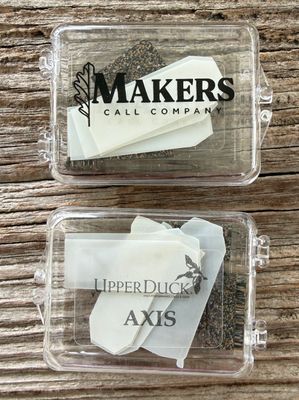 MAKERS
CALL COMPANY
UPPERDUCK
AXIS